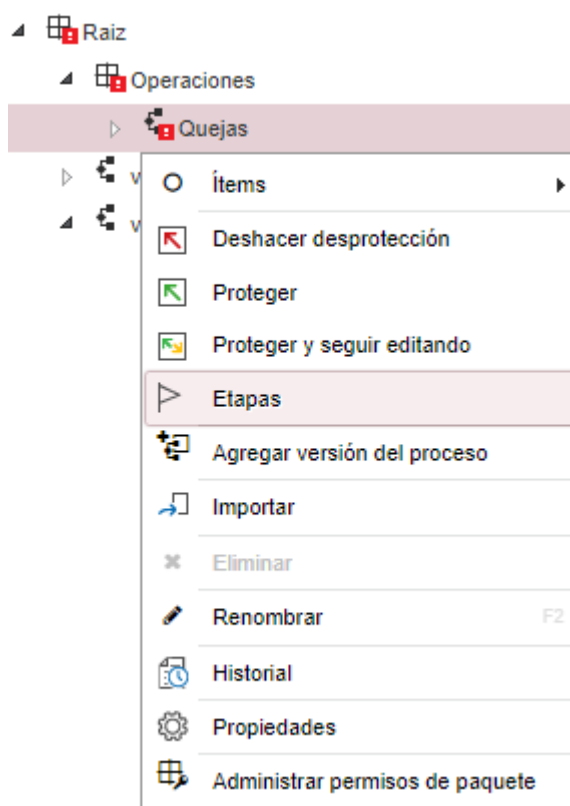 Raiz
Operaciones
Quejas
v
Ítems
v
Deshacer desprotección
Proteger
Proteger y seguir editando
Etapas
Agregar versión del proceso
Importar
Eliminar
Renombrar F2
Historial
Propiedades
Administrar permisos de paquete